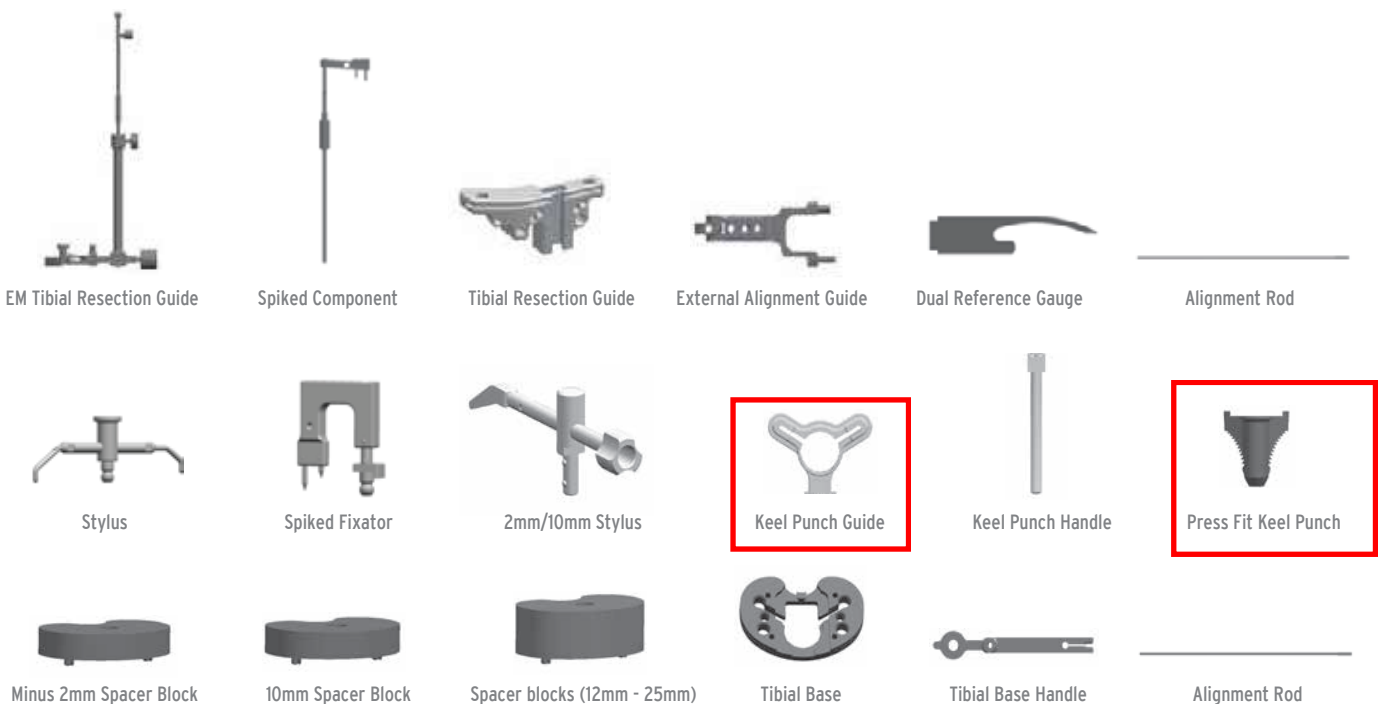 EM Tibial Resection Guide
Spiked Component
Tibial Resection Guide
External Alignment Guide
Dual Reference Gauge
Alignment Rod
Stylus
Spiked Fixator
2mm/10mm Stylus
Keel Punch Guide
Keel Punch Handle
Press Fit Keel Punch
Minus 2mm Spacer Block
10mm Spacer Block
Spacer blocks (12mm - 25mm)
Tibial Base
Tibial Base Handle
Alignment Rod